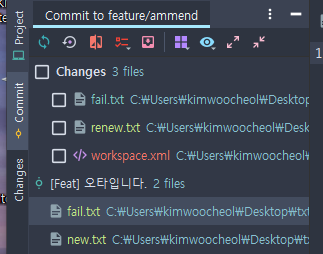 Commit to feature/ammend
Project
Commit
Changes
Changes 3 files
fail.txt C:₩Users₩kimwoocheol₩Desktop
renew.txt C:₩Users₩kimwoocheol₩Des
workspace.xml C:₩Users₩kimwoocheol
[Feat] 오타입니다. 2 files
fail.txt C:₩Users₩kimwoocheol₩Desktop₩txt
new.txt C:₩Users₩kimwoocheol₩Desktop₩tx
1